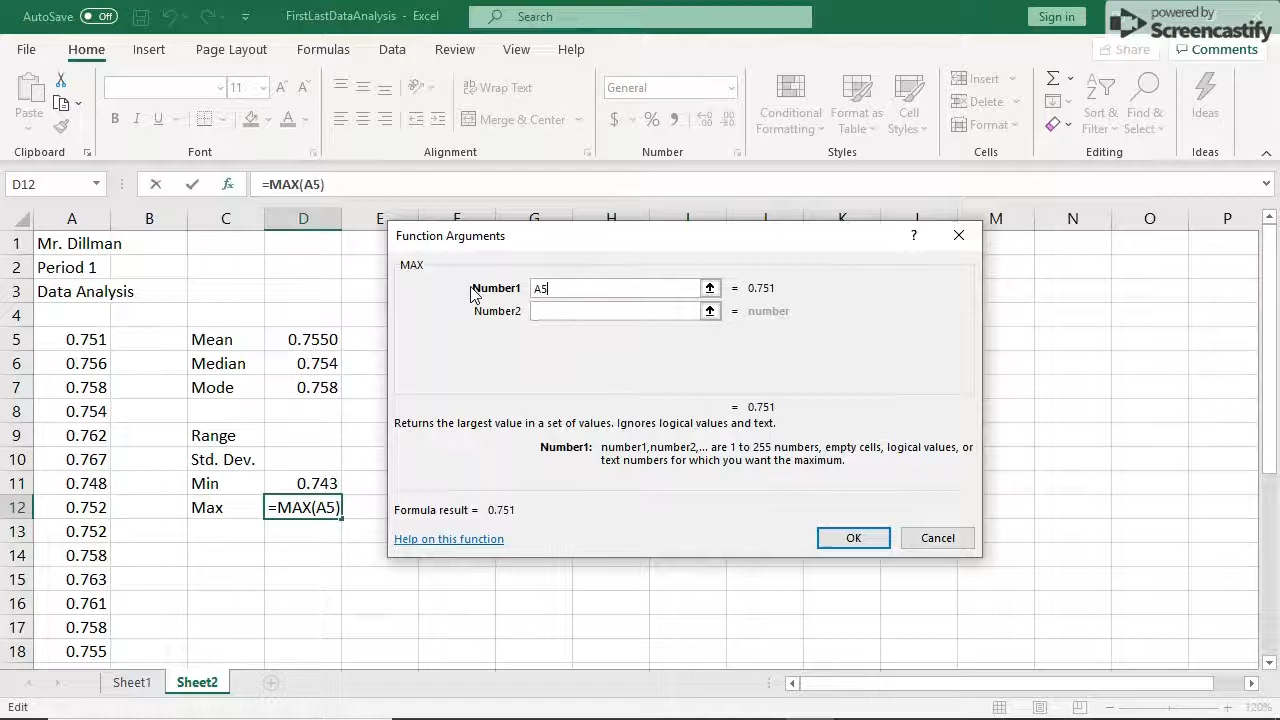 AutoSave Off FirstLastDataAnalysis - Excel Search Sign in powered by
Screencastify
File Home Insert Page Layout Formulas Data Review View Help Share Comments
Paste 11 A A Wrap Text General Conditional Format as Cell Insert Sort & Find & Ideas
B I U A Merge & Center $ % Formatting Table Styles Delete Filter Select
Format
Clipboard Font Alignment Number Styles Cells Editing Ideas
D12 fx =MAX(A5)
A B C D E F G H I J K L M N O P
1 Mr. Dillman
2 Period 1
3 Data Analysis
4
5 0.751 Mean 0.7550
6 0.756 Median 0.754
7 0.758 Mode 0.758
8 0.754
9 0.762 Range
10 0.767 Std. Dev.
11 0.748 Min 0.743
12 0.752 Max =MAX(A5)
13 0.752
14 0.758
15 0.763
16 0.761
17 0.758
18 0.755
Function Arguments ?
MAX
Number1 A5 = 0.751
Number2 = number
= 0.751
Returns the largest value in a set of values. Ignores logical values and text.
Number1: number1,number2,... are 1 to 255 numbers, empty cells, logical values, or
text numbers for which you want the maximum.
Formula result = 0.751
Help on this function OK Cancel
Sheet1 Sheet2
Edit 120%